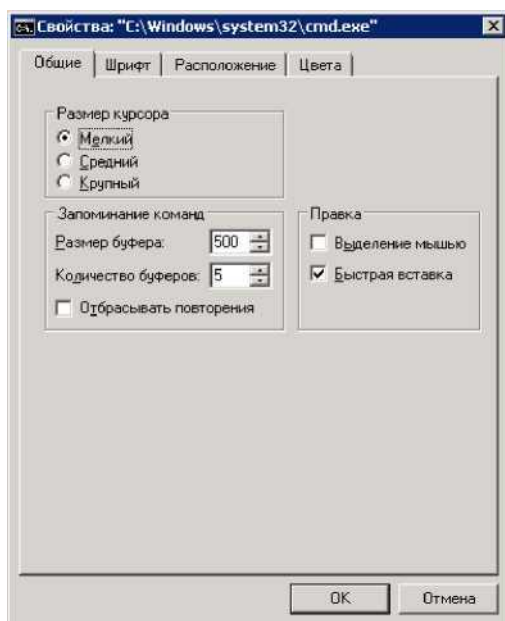 Свойства: "C:\Windows\system32\cmd.exe"
Общие Шрифт Расположение Цвета
Размер курсора
Мелкий
Средний
Крупный
Запоминание команд
Размер буфера: 500
Количество буферов: 5
Отбрасывать повторения
Правка
Выделение мышью
Быстрая вставка
OK Отмена